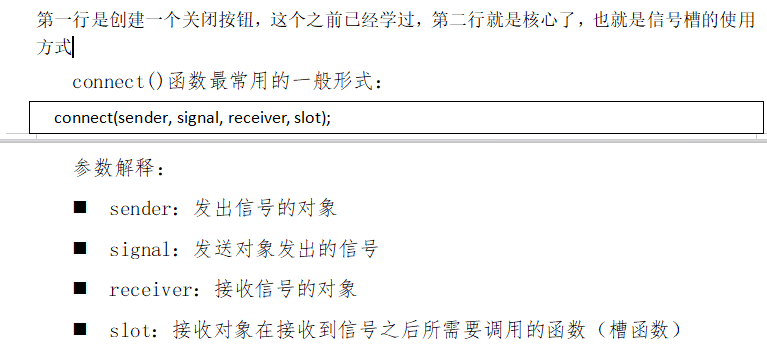 第一行是创建一个关闭按钮，这个之前已经学过，第二行就是核心了，也就是信号槽的使用
方式
connect()函数最常用的一般形式：
connect(sender, signal, receiver, slot);
参数解释：
■ sender：发出信号的对象
■ signal：发送对象发出的信号
■ receiver：接收信号的对象
■ slot：接收对象在接收到信号之后所需要调用的函数（槽函数）